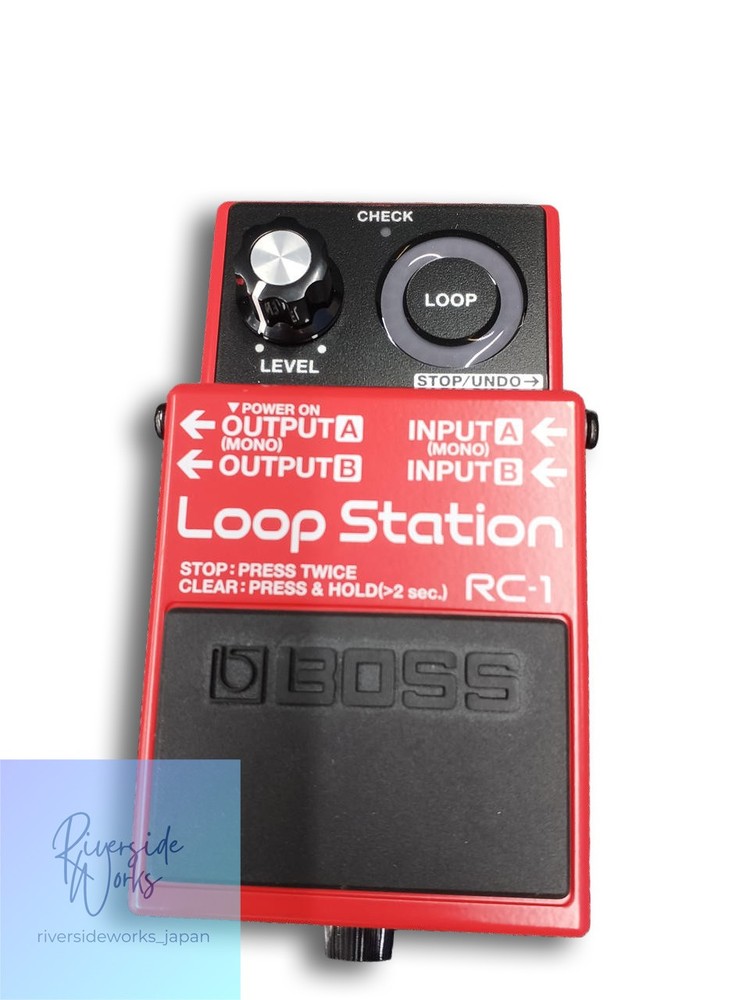 CHECK
LOOP
LEVEL
STOP/UNDO→
▼POWER ON
←OUTPUT A
(MONO)
←OUTPUT B
INPUT A←
(MONO)
INPUT B←
Loop Station
STOP:PRESS TWICE
CLEAR:PRESS & HOLD(>2 sec.)
RC-1
BOSS
Riverside
Works
riversideworks_japan